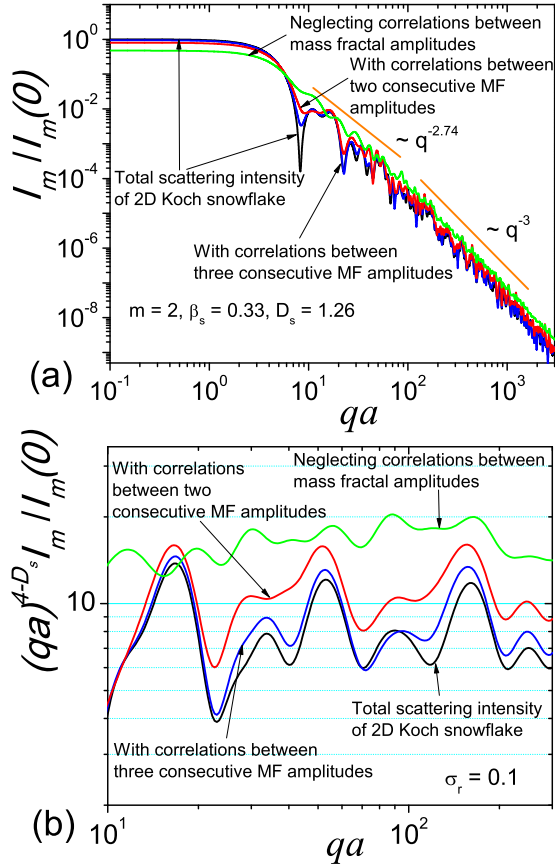 Neglecting correlations between
mass fractal amplitudes
With correlations between
two consecutive MF
amplitudes
~ q^-2.74
Total scattering intensity
of 2D Koch snowflake
~ q^-3
With correlations between
three consecutive MF amplitudes
m = 2, β_s = 0.33, D_s = 1.26
I_m / I_m(0)
10^0
10^-2
10^-4
10^-6
10^-8
10^-1 10^0 10^1 10^2 10^3
(a)
qa
With correlations
between two
consecutive MF amplitudes
Neglecting correlations between
mass fractal amplitudes
(qa)^4-D_s I_m / I_m(0)
10
Total scattering intensity
of 2D Koch snowflake
With correlations between
three consecutive MF amplitudes
σ_r = 0.1
10^1 10^2
(b)
qa